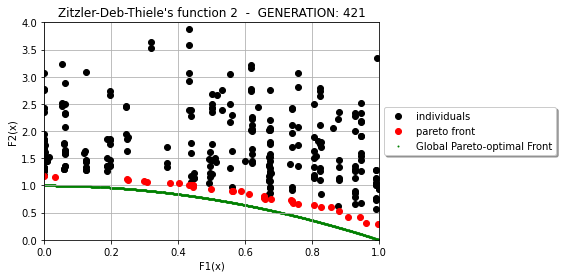 Zitzler-Deb-Thiele's function 2 - GENERATION: 421
4.0
3.5
3.0
2.5
2.0
1.5
1.0
0.5
0.0
F2(x)
0.0 0.2 0.4 0.6 0.8 1.0
F1(x)
individuals
pareto front
Global Pareto-optimal Front